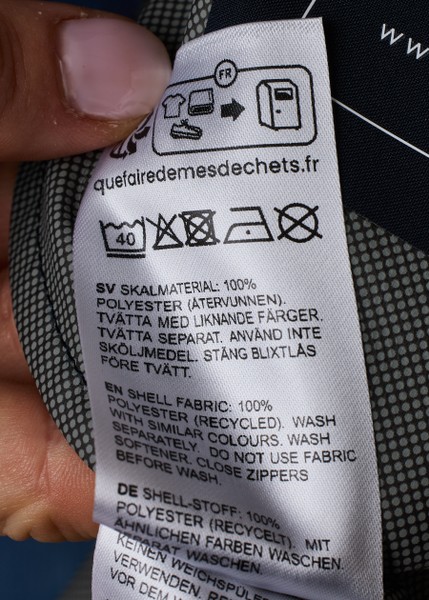 ww
FR
quefairedemesdechets.fr
40
SV SKALMATERIAL: 100%
POLYESTER (ÅTERVUNNEN).
TVÄTTA MED LIKNANDE FÄRGER.
TVÄTTA SEPARAT. ANVÄND INTE
SKÖLJMEDEL. STÄNG BLIXTLÅS
FÖRE TVÄTT.
EN SHELL FABRIC: 100%
POLYESTER (RECYCLED). WASH
WITH SIMILAR COLOURS. WASH
SEPARATELY. DO NOT USE FABRIC
SOFTENER. CLOSE ZIPPERS
BEFORE WASH.
DE SHELL-STOFF: 100%
POLYESTER (RECYCELT). MIT
ÄHNLICHEN FARBEN WASCHEN.
SEPARAT WASCHEN.
KEINEN WEICHSPÜLER
VERWENDEN.
VOR DEM